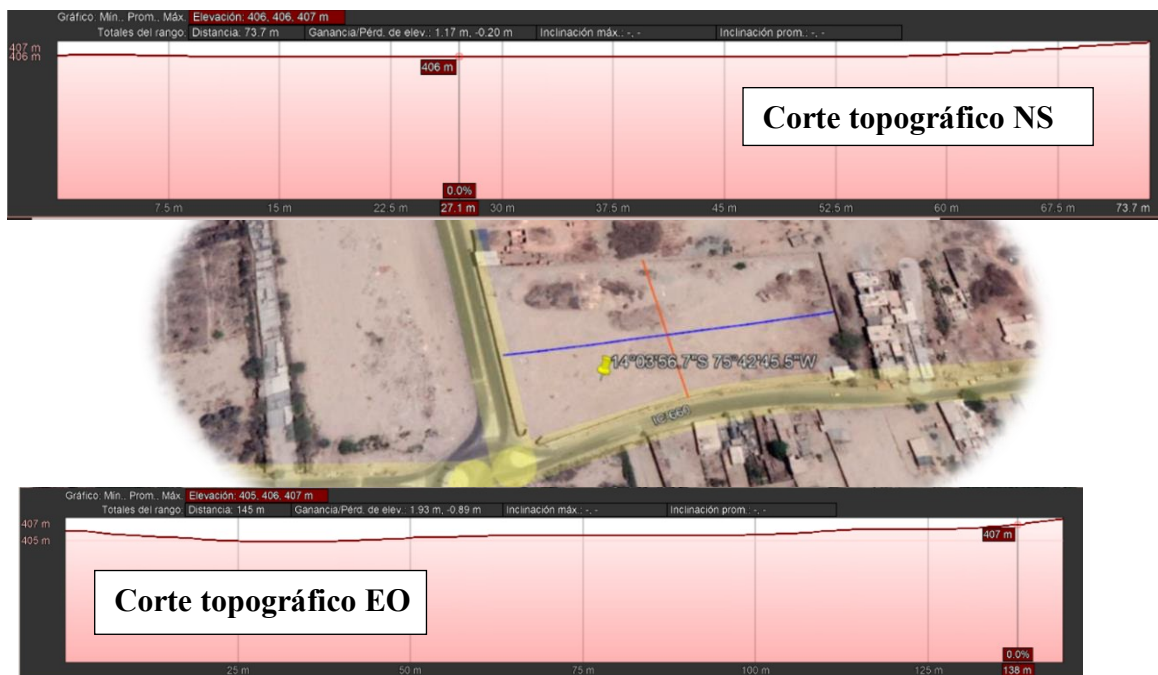 Gráfico: Mín., Prom., Máx. Elevación: 406, 406, 407 m
Totales del rango: Distancia: 73.7 m Ganancia/Pérd. de elev.: 1.17 m, -0.20 m Inclinación máx.: -, - Inclinación prom.: -, -
407 m
406 m
406 m
Corte topográfico NS
0.0%
7.5 m 15 m 22.5 m 27.1 m 30 m 37.5 m 45 m 52.5 m 60 m 67.5 m 73.7 m
14°03'56.7"S 75°42'45.5"W
IC-660
Gráfico: Mín., Prom., Máx. Elevación: 405, 406, 407 m
Totales del rango: Distancia: 145 m Ganancia/Pérd. de elev.: 1.93 m, -0.89 m Inclinación máx.: -, - Inclinación prom.: -, -
407 m
405 m
407 m
Corte topográfico EO
0.0%
25 m 50 m 75 m 100 m 125 m 138 m